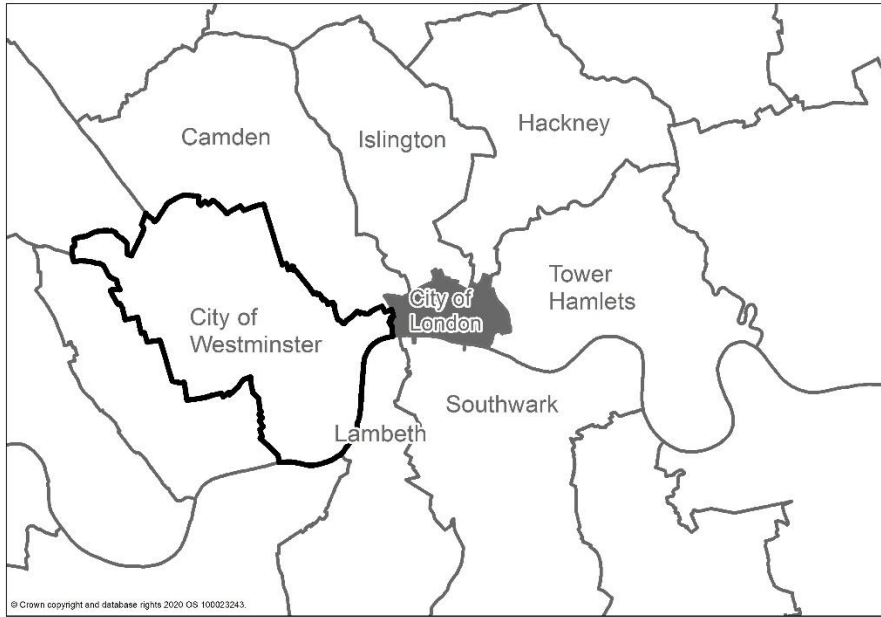 Camden
Islington
Hackney
Tower
Hamlets
City of
London
City of
Westminster
Southwark
Lambeth
© Crown copyright and database rights 2020 OS 100023243.